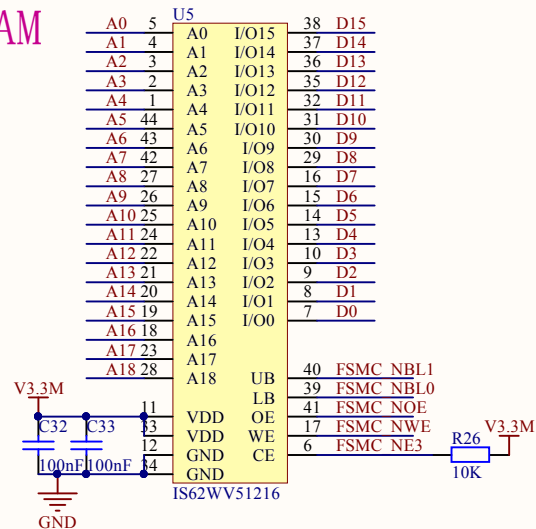 AM
U5
A0 5 A0 I/O15 38 D15
A1 4 A1 I/O14 37 D14
A2 3 A2 I/O13 36 D13
A3 2 A3 I/O12 35 D12
A4 1 A4 I/O11 32 D11
A5 44 A5 I/O10 31 D10
A6 43 A6 I/O9 30 D9
A7 42 A7 I/O8 29 D8
A8 27 A8 I/O7 16 D7
A9 26 A9 I/O6 15 D6
A10 25 A10 I/O5 14 D5
A11 24 A11 I/O4 13 D4
A12 22 A12 I/O3 10 D3
A13 21 A13 I/O2 9 D2
A14 20 A14 I/O1 8 D1
A15 19 A15 I/O0 7 D0
A16 18 A16
A17 23 A17
A18 28 A18 UB 40 FSMC_NBL1
LB 39 FSMC_NBL0
V3.3M 11 VDD OE 41 FSMC_NOE
C32 C33 33 VDD WE 17 FSMC_NWE V3.3M
12 GND CE 6 FSMC_NE3 R26
100nF 100nF 34 GND 10K
IS62WV51216
GND